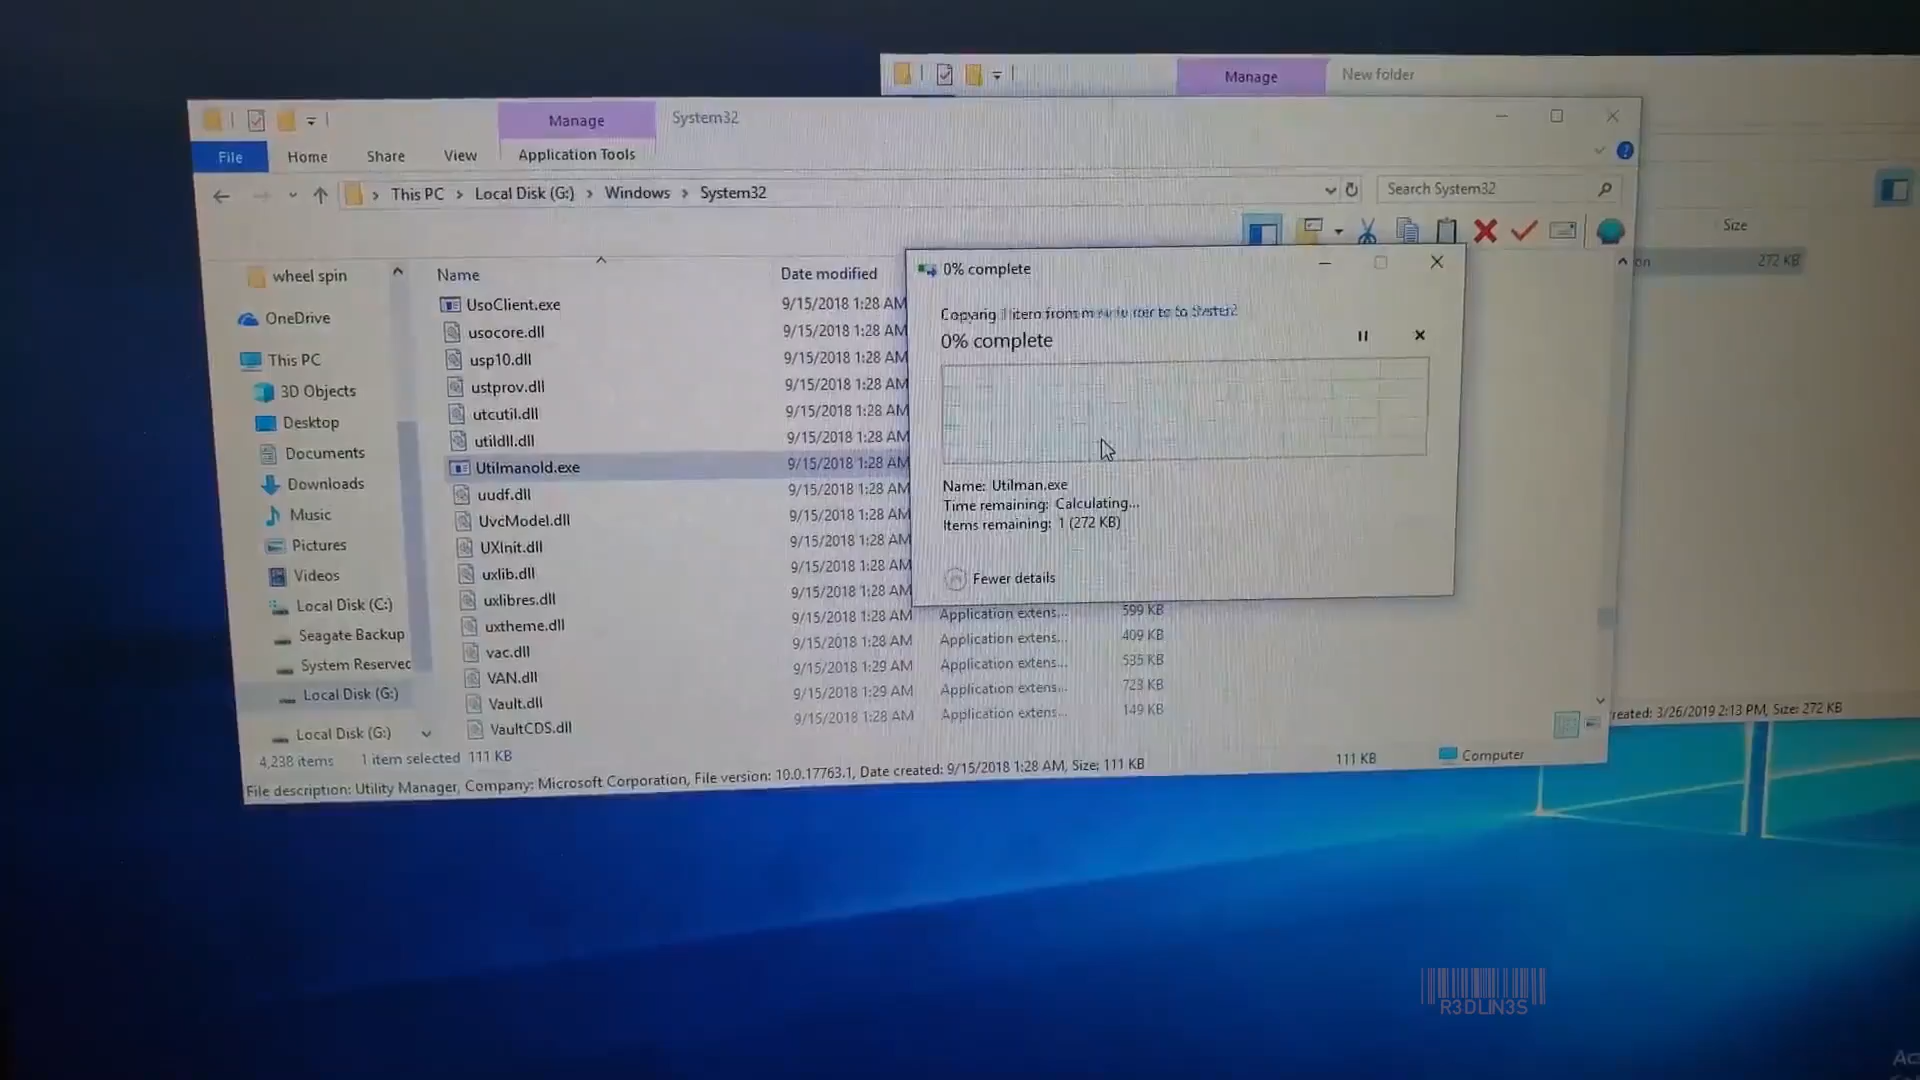 Manage
New folder
Manage
System32
File
Home
Share
View
Application Tools
This PC > Local Disk (G:) > Windows > System32
Search System32
Size
272 KB
on
wheel spin
OneDrive
This PC
3D Objects
Desktop
Documents
Downloads
Music
Pictures
Videos
Local Disk (C:)
Seagate Backup
System Reserved
Local Disk (G:)
Local Disk (G:)
Name
Date modified
UsoClient.exe 9/15/2018 1:28 AM
usocore.dll 9/15/2018 1:28 AM
usp10.dll 9/15/2018 1:28 AM
ustprov.dll 9/15/2018 1:28 AM
utcutil.dll 9/15/2018 1:28 AM
utildll.dll 9/15/2018 1:28 AM
Utilmanold.exe 9/15/2018 1:28 AM
uudf.dll 9/15/2018 1:28 AM
UvcModel.dll 9/15/2018 1:28 AM
UXInit.dll 9/15/2018 1:28 AM
uxlib.dll 9/15/2018 1:28 AM
uxlibres.dll 9/15/2018 1:28 AM
uxtheme.dll 9/15/2018 1:28 AM Application extens... 599 KB
vac.dll 9/15/2018 1:28 AM Application extens... 409 KB
VAN.dll 9/15/2018 1:29 AM Application extens... 535 KB
Vault.dll 9/15/2018 1:29 AM Application extens... 723 KB
VaultCDS.dll 9/15/2018 1:28 AM Application extens... 149 KB
0% complete
Copying 1 item from to
0% complete
Name: Utilman.exe
Time remaining: Calculating...
Items remaining: 1 (272 KB)
Fewer details
4,238 items 1 item selected 111 KB
File description: Utility Manager, Company: Microsoft Corporation, File version: 10.0.17763.1, Date created: 9/15/2018 1:28 AM, Size: 111 KB
111 KB
Computer
reated: 3/26/2019 2:13 PM, Size: 272 KB
R3DLIN3S
Ac